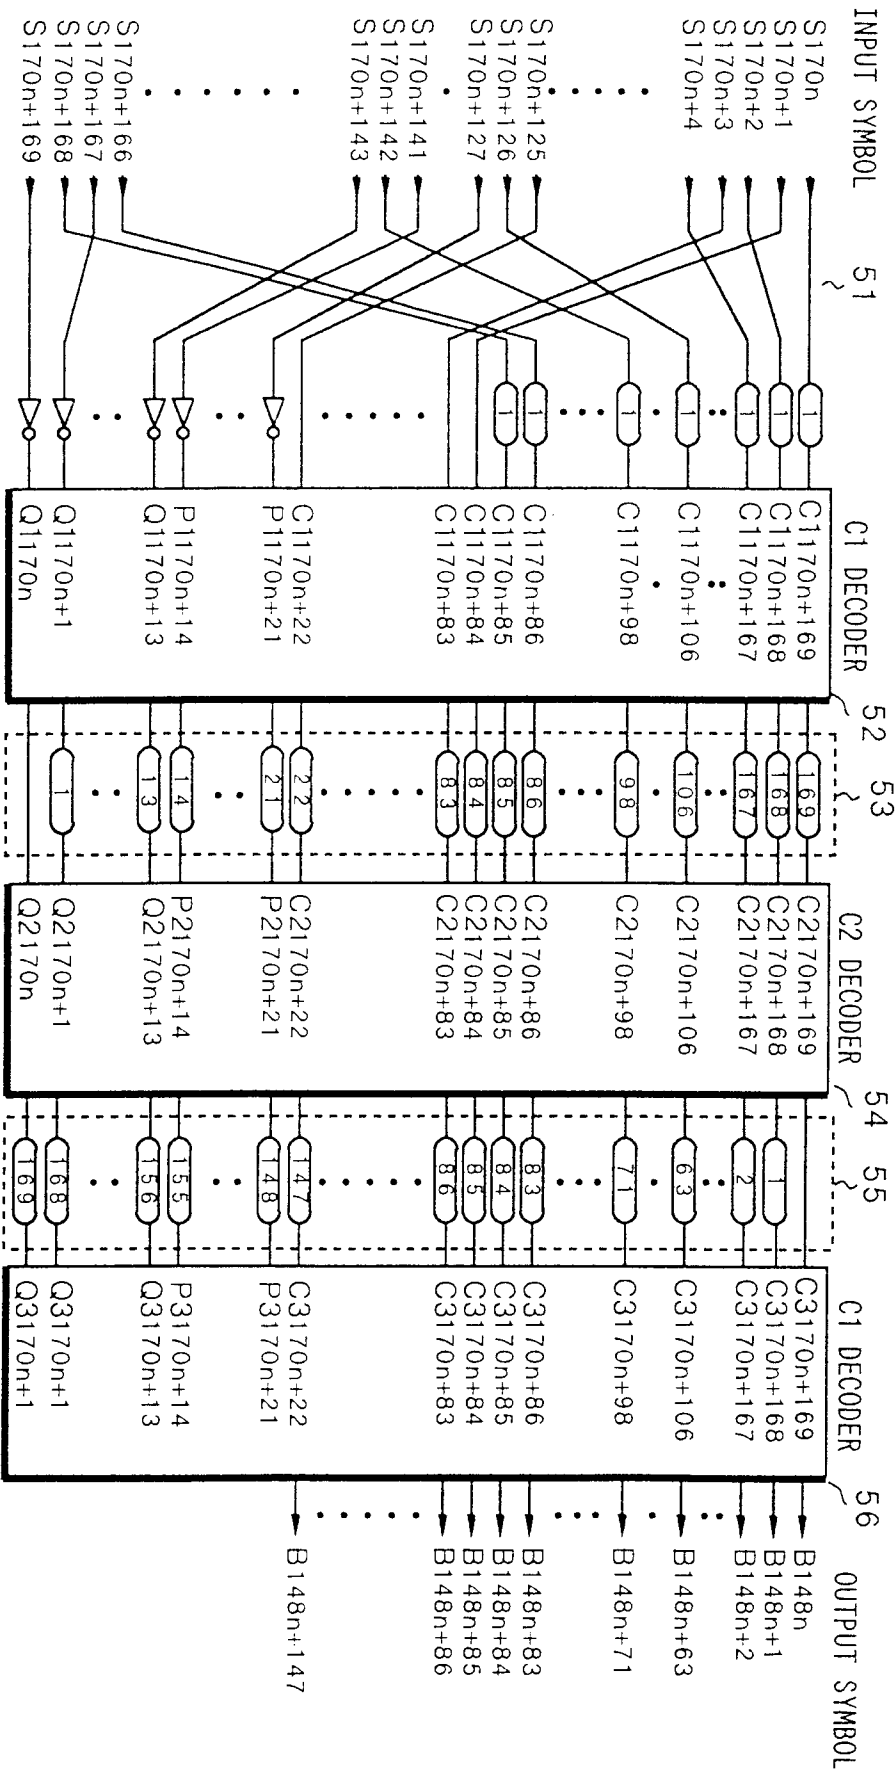 INPUT SYMBOL
S170n
S170n+1
S170n+2
S170n+3
S170n+4
S170n+125
S170n+126
S170n+127
S170n+141
S170n+142
S170n+143
S170n+166
S170n+167
S170n+168
S170n+169
51
1
1
1
1
1
1
1
C1 DECODER
C1170n+169
C1170n+168
C1170n+167
C1170n+106
C1170n+98
C1170n+86
C1170n+85
C1170n+84
C1170n+83
C1170n+22
P1170n+21
P1170n+14
Q1170n+13
Q1170n+1
Q1170n
52
53
169
168
167
106
98
86
85
84
83
22
21
14
13
1
C2 DECODER
C2170n+169
C2170n+168
C2170n+167
C2170n+106
C2170n+98
C2170n+86
C2170n+85
C2170n+84
C2170n+83
C2170n+22
P2170n+21
P2170n+14
Q2170n+13
Q2170n+1
Q2170n
54
55
1
2
63
71
83
84
85
86
147
148
155
156
168
169
C1 DECODER
C3170n+169
C3170n+168
C3170n+167
C3170n+106
C3170n+98
C3170n+86
C3170n+85
C3170n+84
C3170n+83
C3170n+22
P3170n+21
P3170n+14
Q3170n+13
Q3170n+1
Q3170n+1
56
OUTPUT SYMBOL
B148n
B148n+1
B148n+2
B148n+63
B148n+71
B148n+83
B148n+84
B148n+85
B148n+86
B148n+147